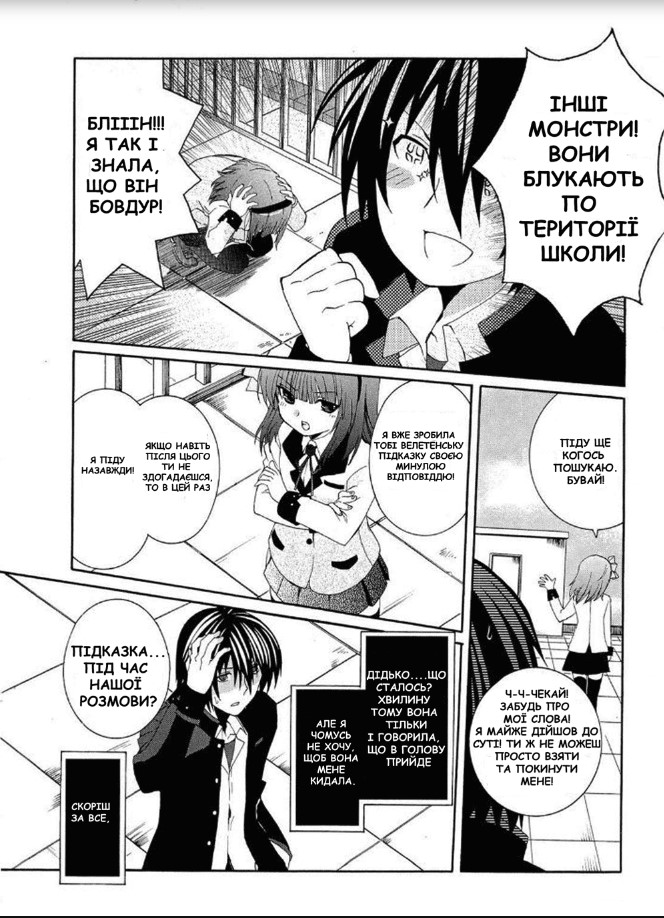 ІНШІ
МОНСТРИ!
ВОНИ
БЛУКАЮТЬ
ПО
ТЕРИТОРІЇ
ШКОЛИ!
БЛІІІН!!!
Я ТАК І
ЗНАЛА,
ЩО ВІН
БОВДУР!
ПІДУ ЩЕ
КОГОСЬ
ПОШУКАЮ.
БУВАЙ!
Ч-Ч-ЧЕКАЙ!
ЗАБУДЬ ПРО
МОЇ СЛОВА!
Я МАЙЖЕ ДІЙШОВ ДО
СУТІ! ТИ Ж НЕ МОЖЕШ
ПРОСТО ВЗЯТИ
ТА ПОКИНУТИ
МЕНЕ!
Я ВЖЕ ЗРОБИЛА
ТОБІ ВЕЛЕТЕНСЬКУ
ПІДКАЗКУ СВОЄЮ
МИНУЛОЮ
ВІДПОВІДДЮ!
ЯКЩО НАВІТЬ
ПІСЛЯ ЦЬОГО
ТИ НЕ
ЗДОГАДАЄШСЯ,
ТО В ЦЕЙ РАЗ
Я ПІДУ
НАЗАВЖДИ!
ДІДЬКО....ЩО
СТАЛОСЬ?
ХВИЛИНУ
ТОМУ ВОНА
ТІЛЬКИ
І ГОВОРИЛА,
ЩО В ГОЛОВУ
ПРИЙДЕ
АЛЕ Я
ЧОМУСЬ
НЕ ХОЧУ,
ЩОБ ВОНА
МЕНЕ
КИДАЛА.
ПІДКАЗКА...
ПІД ЧАС
НАШОЇ
РОЗМОВИ?
СКОРІШ
ЗА ВСЕ,